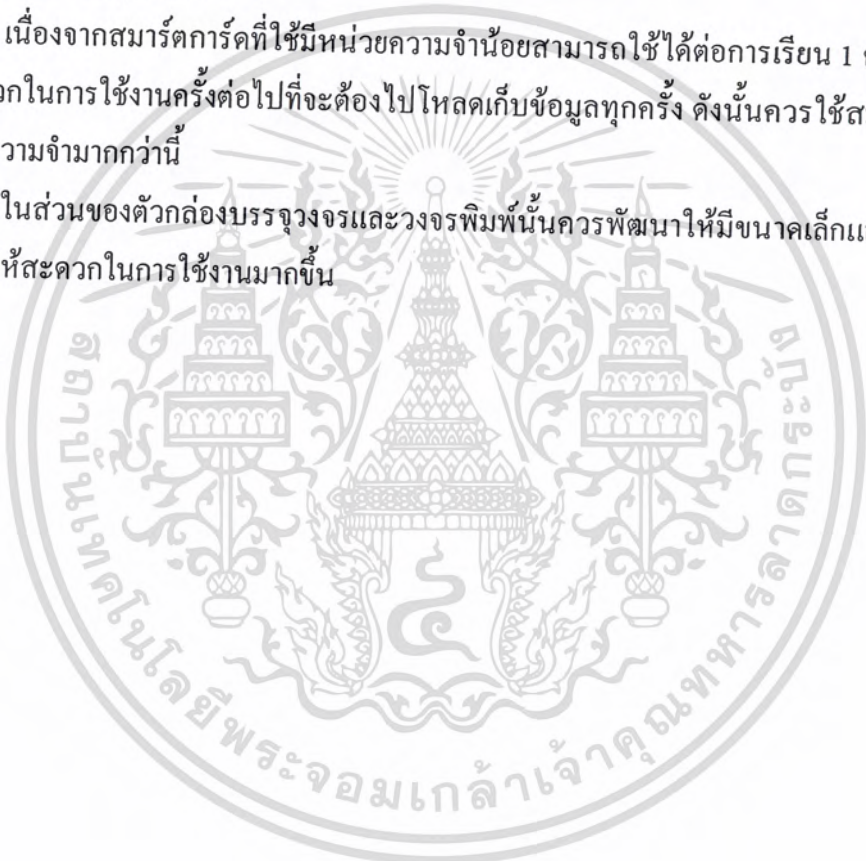 เนื่องจากสมาร์ตการ์ดที่ใช้มีหน่วยความจำน้อยสามารถใช้ได้ต่อการเรียน 1
วกในการใช้งานครั้งต่อไปที่จะต้องไปโหลดเก็บข้อมูลทุกครั้ง ดังนั้นควรใช้ส
วามจำมากกว่านี้
ในส่วนของตัวกล่องบรรจุวงจรและวงจรพิมพ์นั้นควรพัฒนาให้มีขนาดเล็กแ
ห้สะดวกในการใช้งานมากขึ้น
สถาบันเทคโนโลยีพระจอมเกล้าเจ้าคุณทหารลาดกระบัง